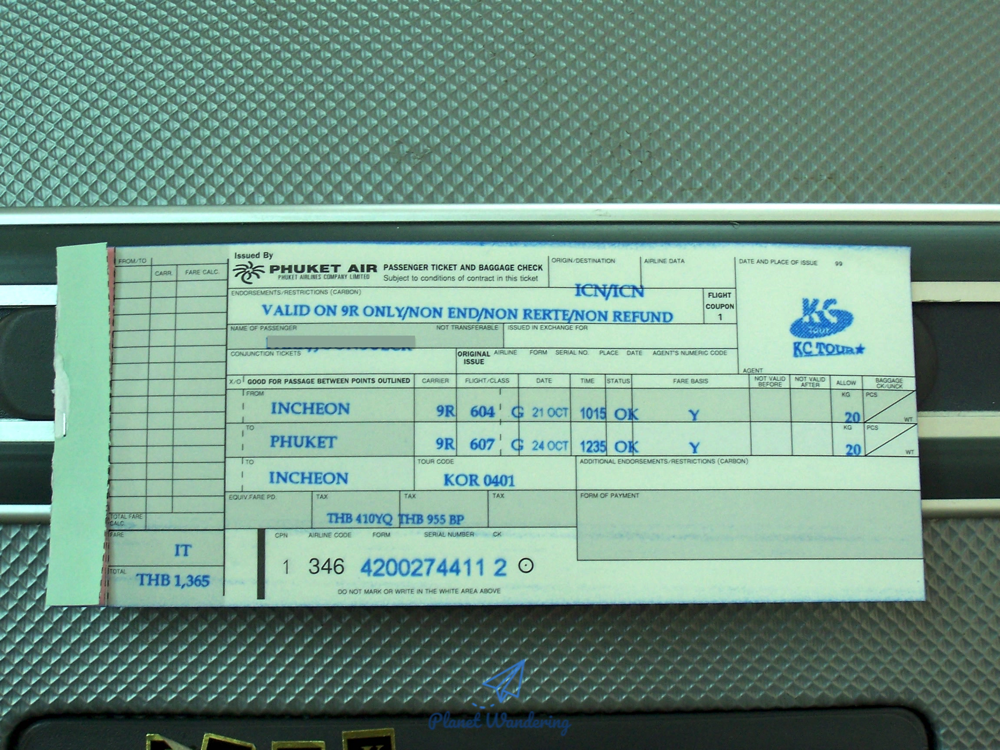 FROM/TO
CARR.
FARE CALC.
Issued By
PHUKET AIR
PHUKET AIRLINES COMPANY LIMITED
PASSENGER TICKET AND BAGGAGE CHECK
Subject to conditions of contract in this ticket
ORIGIN/DESTINATION
ICN/ICN
AIRLINE DATA
DATE AND PLACE OF ISSUE 99
ENDORSEMENTS/RESTRICTIONS (CARBON)
VALID ON 9R ONLY/NON END/NON RERTE/NON REFUND
FLIGHT
COUPON
1
KC
TOUR
KC TOUR★
AGENT
NAME OF PASSENGER
NOT TRANSFERABLE
ISSUED IN EXCHANGE FOR
CONJUNCTION TICKETS
ORIGINAL
ISSUE
AIRLINE FORM SERIAL NO. PLACE DATE AGENT'S NUMERIC CODE
X/O GOOD FOR PASSAGE BETWEEN POINTS OUTLINED CARRIER FLIGHT/CLASS DATE TIME STATUS FARE BASIS NOT VALID BEFORE NOT VALID AFTER ALLOW BAGGAGE CK/UNCK
FROM KG PCS
INCHEON 9R 604 G 21 OCT 1015 OK Y 20 WT
TO KG PCS
PHUKET 9R 607 G 24 OCT 1235 OK Y 20 WT
TO TOUR CODE ADDITIONAL ENDORSEMENTS/RESTRICTIONS (CARBON)
INCHEON KOR 0401
EQUIV.FARE PD. TAX TAX TAX FORM OF PAYMENT
THB 410YQ THB 955 BP
TOTAL FARE
CALC.
FARE
IT
TOTAL
THB 1,365
CPN AIRLINE CODE FORM SERIAL NUMBER CK
1 346 4200274411 2
DO NOT MARK OR WRITE IN THE WHITE AREA ABOVE
Planet Wandering